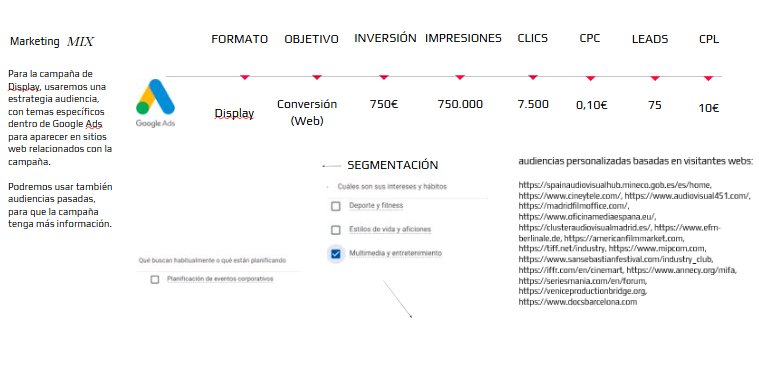 Marketing MIX
FORMATO OBJETIVO INVERSIÓN IMPRESIONES CLICS CPC LEADS CPL
Para la campaña de
Display, usaremos una
estrategia audiencia,
con temas específicos
dentro de Google Ads
para aparecer en sitios
web relacionados con la
campaña.
Podremos usar también
audiencias pasadas,
para que la campaña
tenga más información.
Google Ads
Display
Conversión
(Web)
750€
750.000
7.500
0,10€
75
10€
SEGMENTACIÓN
Cuáles son sus intereses y hábitos
Deporte y fitness
Estilos de vida y aficiones
Multimedia y entretenimiento
Qué buscan habitualmente o qué están planificando
Planificación de eventos corporativos
audiencias personalizadas basadas en visitantes webs:
https://spainaudiovisualhub.mineco.gob.es/es/home,
https://www.cineytele.com/, https://www.audiovisual451.com/,
https://madridfilmoffice.com/,
https://www.oficinamediaespana.eu/,
https://clusteraudiovisualmadrid.es/, https://www.efm-
berlinale.de, https://americanfilmmarket.com,
https://tiff.net/industry, https://www.mipcom.com,
https://www.sansebastianfestival.com/industry_club,
https://iffr.com/en/cinemart, https://www.annecy.org/mifa,
https://seriesmania.com/en/forum,
https://veniceproductionbridge.org,
https://www.docsbarcelona.com